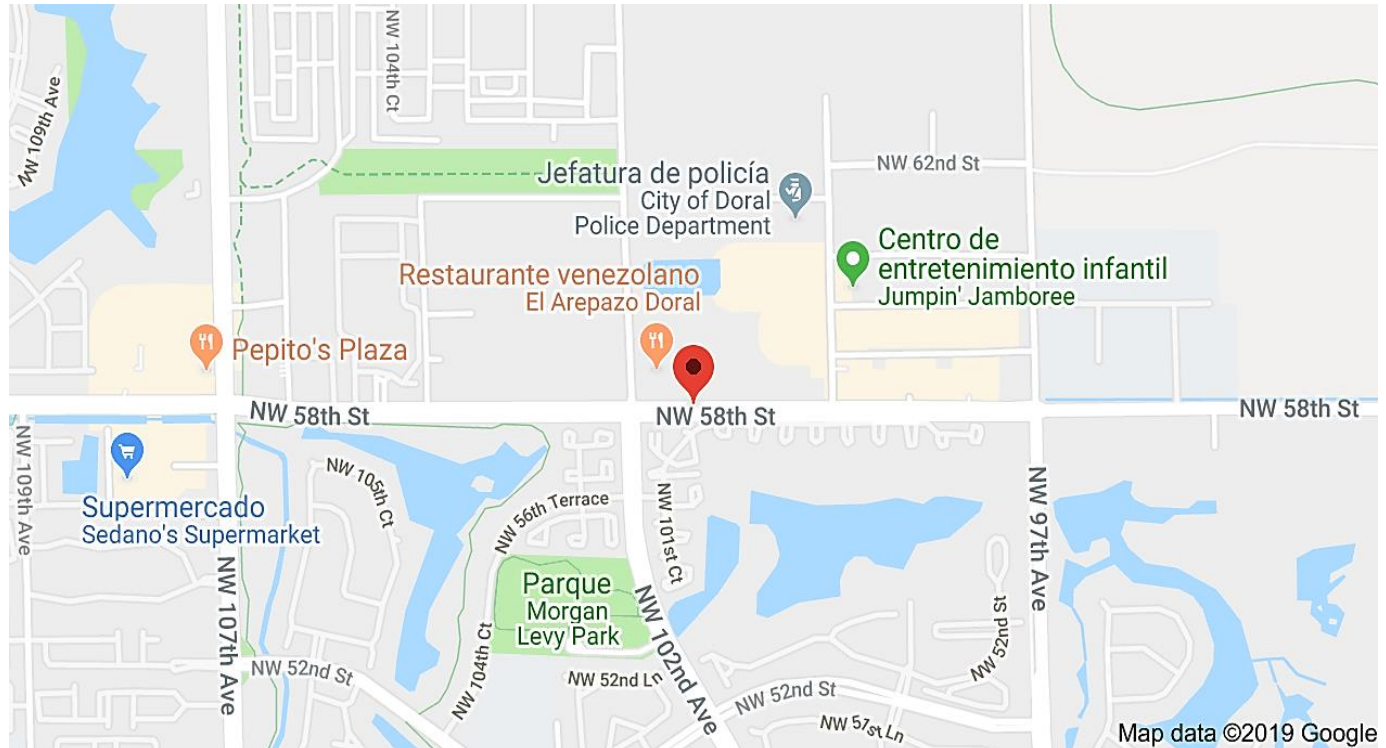 NW 109th Ave
NW 104th Ct
NW 62nd St
Jefatura de policía
City of Doral
Police Department
Centro de
entretenimiento infantil
Jumpin' Jamboree
Restaurante venezolano
El Arepazo Doral
Pepito's Plaza
NW 58th St
NW 58th St
NW 58th St
NW 109th Ave
Supermercado
Sedano's Supermarket
NW 105th Ct
NW 56th Terrace
NW 101st Ct
NW 97th Ave
NW 107th Ave
Parque
Morgan
Levy Park
NW 102nd Ave
NW 104th Ct
NW 52nd St
NW 52nd St
NW 52nd Ln
NW 52nd St
NW 51st Ln
Map data ©2019 Google